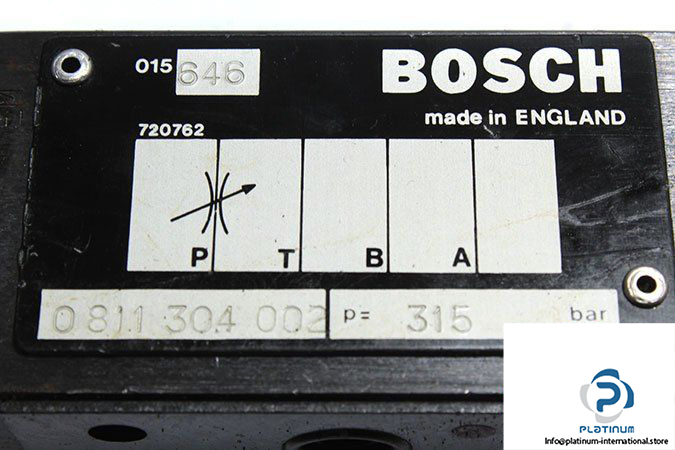 015 646
BOSCH
made in ENGLAND
720762
P T B A
0 811 304 002 p= 315 bar
PLATINUM
Info@platinum-international.store